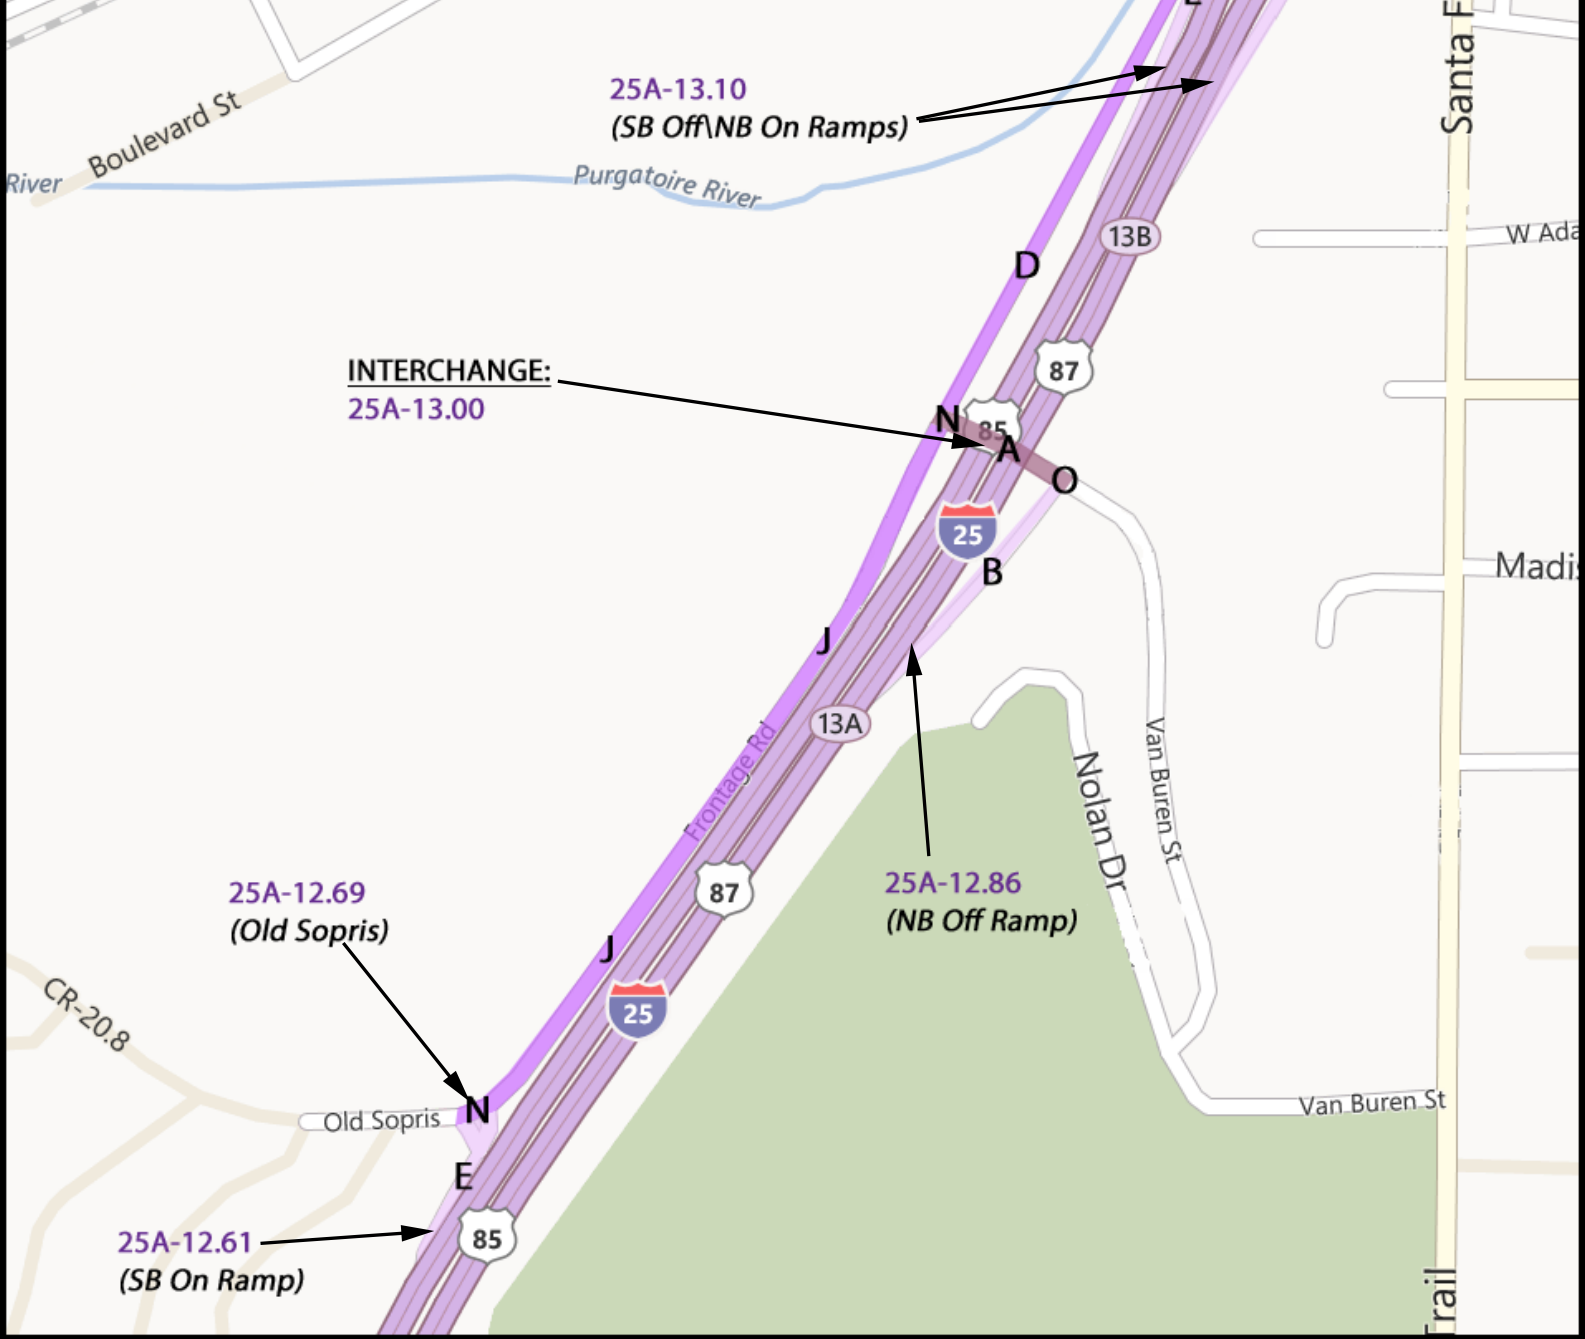 E
Santa F
25A-13.10
(SB Off\NB On Ramps)
Boulevard St
River
Purgatoire River
13B
W Ada
D
INTERCHANGE:
25A-13.00
87
N
85
A
O
25
B
Madis
J
13A
Frontage Rd
Van Buren St
Nolan Dr
25A-12.69
(Old Sopris)
87
25A-12.86
(NB Off Ramp)
J
CR-20.8
25
N
Old Sopris
Van Buren St
E
25A-12.61
(SB On Ramp)
85
Trail